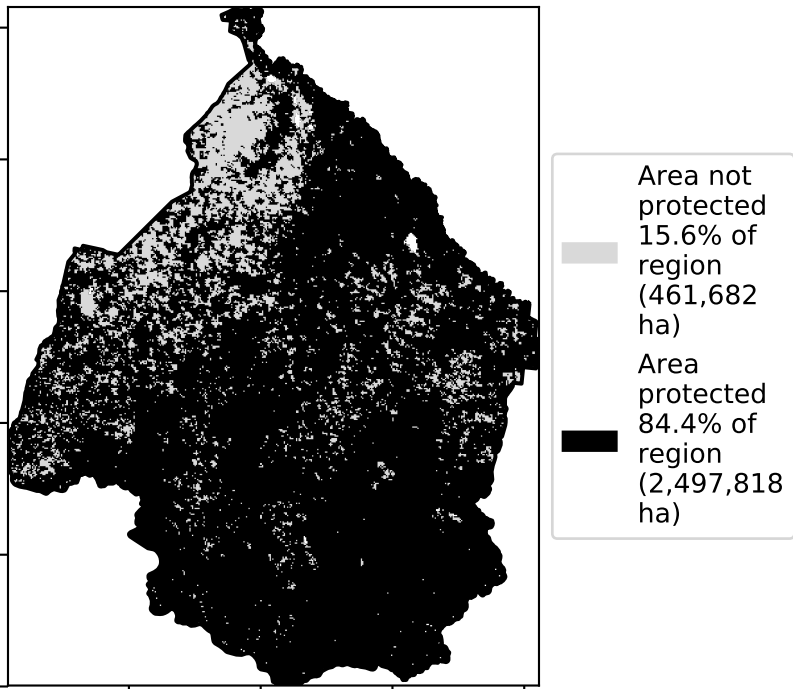 Area not
protected
15.6% of
region
(461,682
ha)
Area
protected
84.4% of
region
(2,497,818
ha)